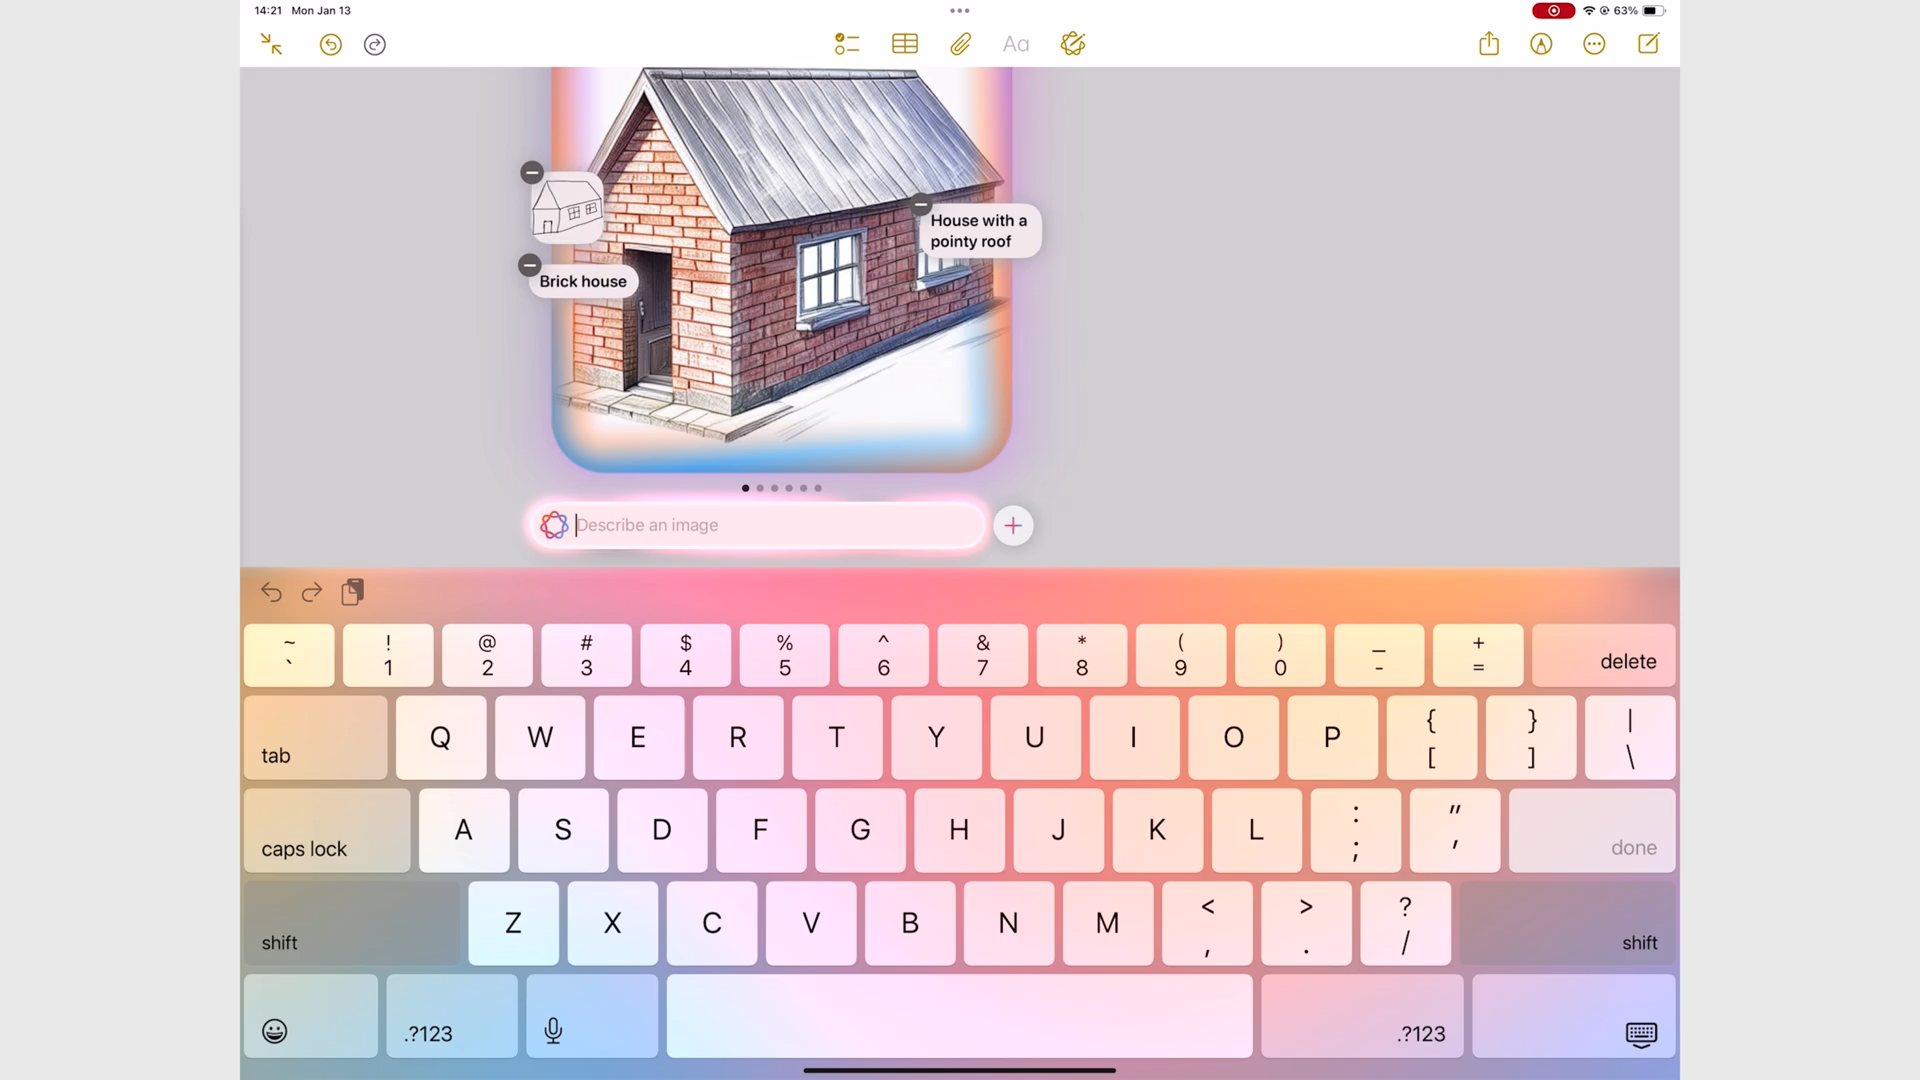 14:21 Mon Jan 13
63%
Aa
House with a
pointy roof
Brick house
Describe an image
~ ! @ # $ % ^ & * ( ) _ +
` 1 2 3 4 5 6 7 8 9 0 - = delete
tab Q W E R T Y U I O P { [ } ] | \
caps lock A S D F G H J K L : ; " ' done
shift Z X C V B N M < , > . ? / shift
.?123 .?123